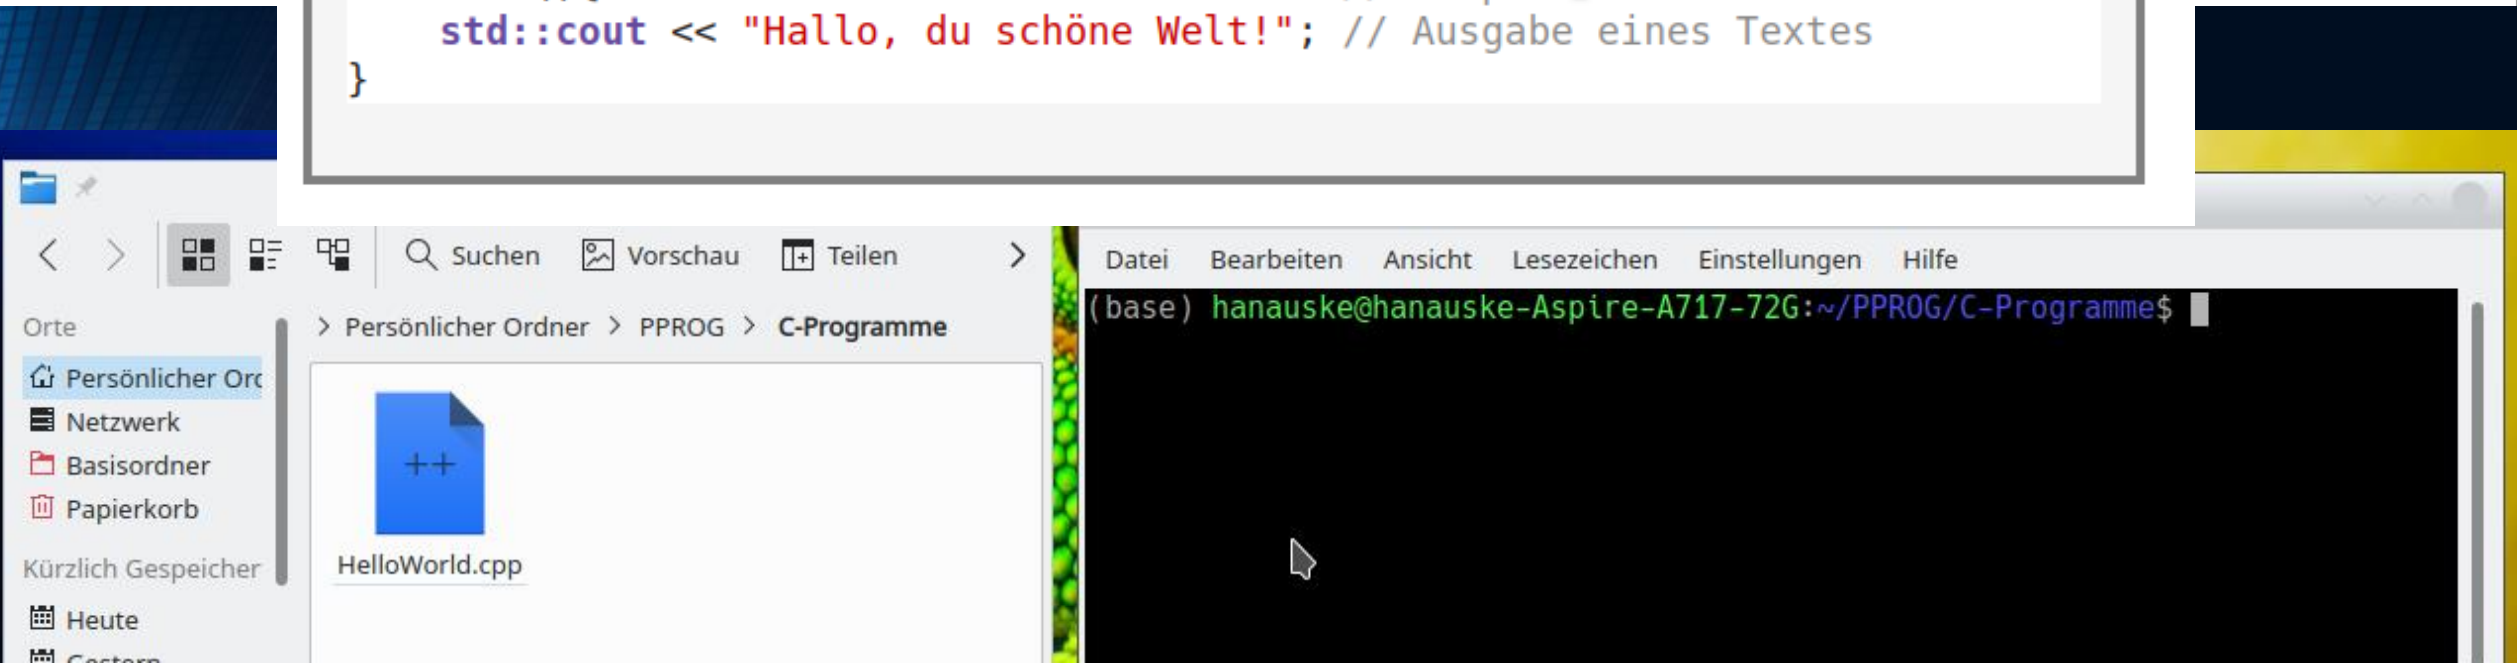 std::cout << "Hallo, du schöne Welt!"; // Ausgabe eines Textes
}
Suchen Vorschau Teilen
Orte
Persönlicher Ord
Netzwerk
Basisordner
Papierkorb
Kürzlich Gespeicher
Heute
> Persönlicher Ordner > PPROG > C-Programme
++
HelloWorld.cpp
Datei Bearbeiten Ansicht Lesezeichen Einstellungen Hilfe
(base) hanauske@hanauske-Aspire-A717-72G:~/PPROG/C-Programme$